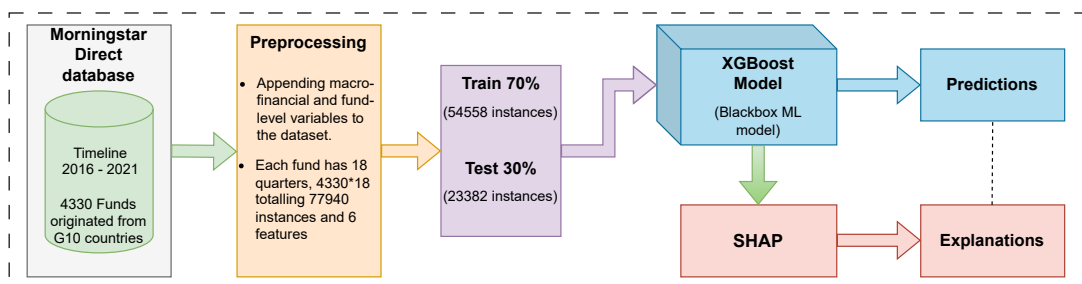 Morningstar
Direct
database
Timeline
2016 - 2021
4330 Funds
originated from
G10 countries
Preprocessing
• Appending macro-
financial and fund-
level variables to
the dataset.
• Each fund has 18
quarters, 4330*18
totalling 77940
instances and 6
features
Train 70%
(54558 instances)
Test 30%
(23382 instances)
XGBoost
Model
(Blackbox ML
model)
Predictions
SHAP
Explanations